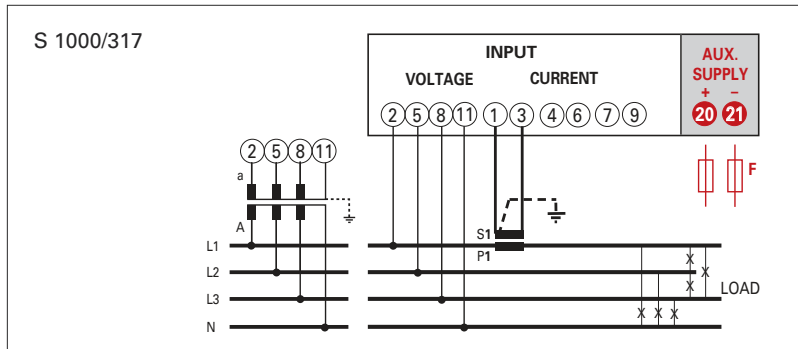 S 1000/317
INPUT
VOLTAGE CURRENT
2 5 8 11 1 3 4 6 7 9
AUX.
SUPPLY
+ –
20 21
F
2 5 8 11
a
A
S1
P1
L1
L2
L3
N
X
X X
X X X
LOAD